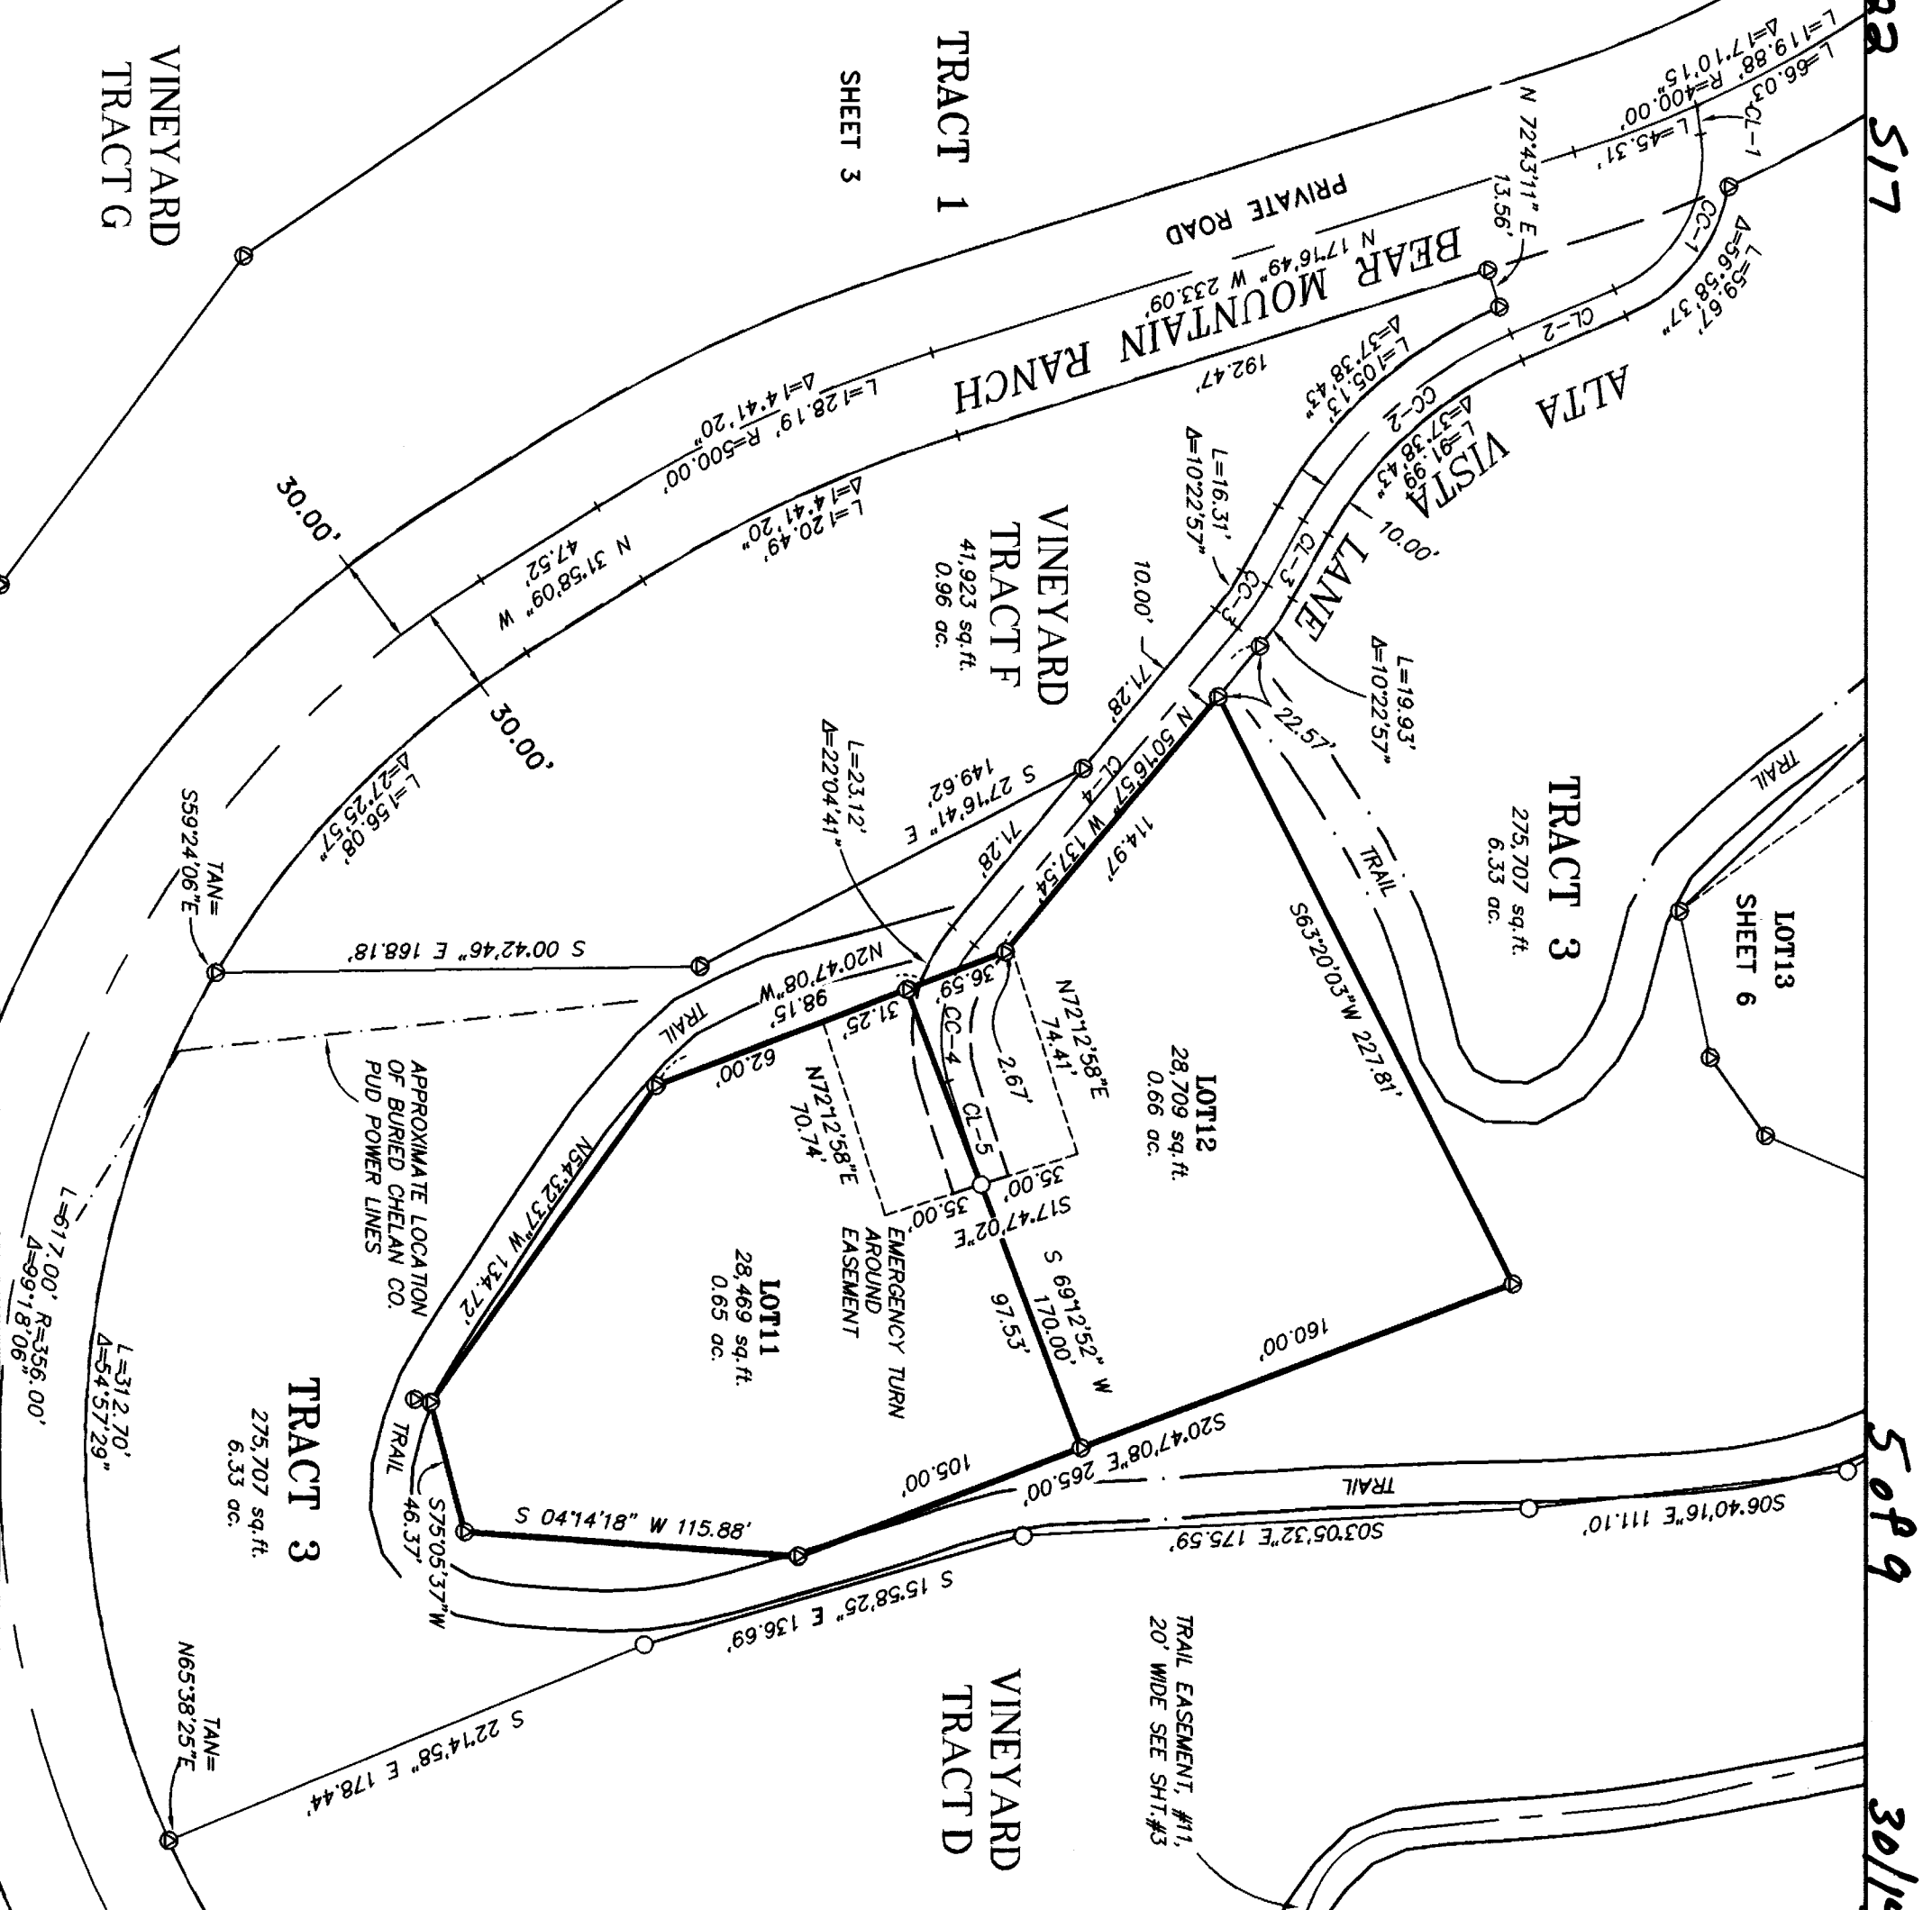 22 517
5 of 9
30/1
L=66.03'
L=119.88' R=400.00'
Δ=17°10'15"
L=45.31'
CL-1
CC-1
L=59.67'
Δ=56°58'37"
CL-2
N 72°43'11" E
13.56'
PRIVATE ROAD
N 17°16'49" W 233.09'
BEAR MOUNTAIN RANCH
192.47'
L=105.13'
Δ=37°38'43"
CC-2
Δ=37°38'43"
L=91.99'
ALTA VISTA LANE
10.00'
CL-3
L=16.31'
Δ=10°22'57"
CC-3
L=19.93'
Δ=10°22'57"
22.57'
TRACT 1
SHEET 3
VINEYARD
TRACT G
L=128.19' R=500.00'
Δ=14°41'20"
L=120.49'
Δ=14°41'20"
N 31°58'09" W
47.52'
30.00'
30.00'
VINEYARD
TRACT F
41,923 sq.ft.
0.96 ac.
10.00'
71.28'
N 50°16'57" W 137.54'
CL-4
114.97'
S 27°16'41" E
149.62'
71.28'
L=23.12'
Δ=22°04'41"
L=156.08'
Δ=27°25'57"
TAN=
S59°24'06"E
S 00°42'46" E 168.18'
TRACT 3
275,707 sq.ft.
6.33 ac.
TRAIL
TRAIL
LOT13
SHEET 6
S63°20'03"W 227.81'
LOT12
28,709 sq.ft.
0.66 ac.
N72°12'58"E
74.41'
2.67'
36.59'
CC-4
CL-5
N20°47'08"W
98.15'
31.25'
62.00'
TRAIL
N72°12'58"E
70.74'
35.00'
35.00'
S17°47'02"E
EMERGENCY TURN
AROUND
EASEMENT
S 69°12'52" W
170.00'
97.53'
160.00'
S20°47'08"E 265.00'
105.00'
LOT11
28,469 sq.ft.
0.65 ac.
N54°32'37"W 134.72'
APPROXIMATE LOCATION
OF BURIED CHELAN CO.
PUD POWER LINES
L=617.00' R=356.00'
Δ=99°18'06"
L=312.70'
Δ=54°57'29"
TRACT 3
275,707 sq.ft.
6.33 ac.
TRAIL
S75°05'37"W
46.37'
S 04°14'18" W 115.88'
TRAIL
S06°40'16"E 111.10'
S03°05'32"E 175.59'
S 15°58'25" E 136.69'
S 22°14'58" E 178.44'
TAN=
N65°38'25"E
VINEYARD
TRACT D
TRAIL EASEMENT, #11,
20' WIDE SEE SHT.#3